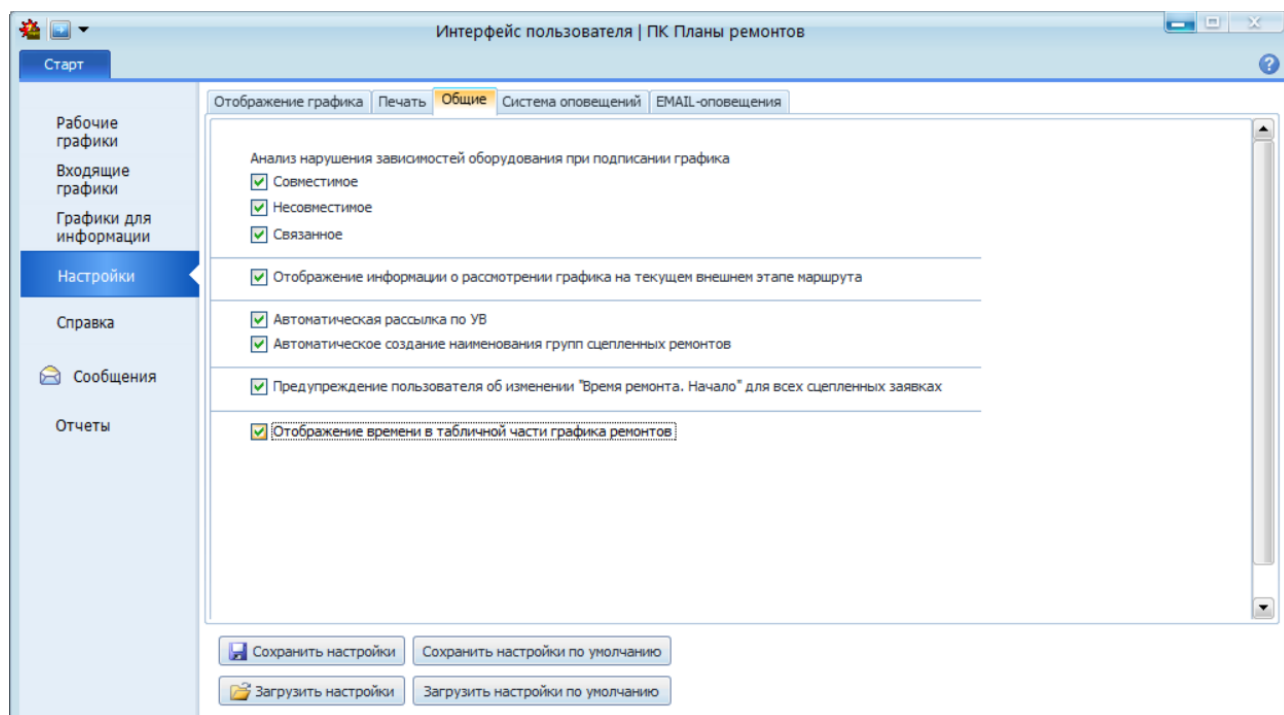 Интерфейс пользователя | ПК Планы ремонтов
Старт
Рабочие
графики
Входящие
графики
Графики для
информации
Настройки
Справка
Сообщения
Отчеты
Отображение графика Печать Общие Система оповещений EMAIL-оповещения
Анализ нарушения зависимостей оборудования при подписании графика
Совместимое
Несовместимое
Связанное
Отображение информации о рассмотрении графика на текущем внешнем этапе маршрута
Автоматическая рассылка по УВ
Автоматическое создание наименования групп сцепленных ремонтов
Предупреждение пользователя об изменении "Время ремонта. Начало" для всех сцепленных заявках
Отображение времени в табличной части графика ремонтов
Сохранить настройки Сохранить настройки по умолчанию
Загрузить настройки Загрузить настройки по умолчанию